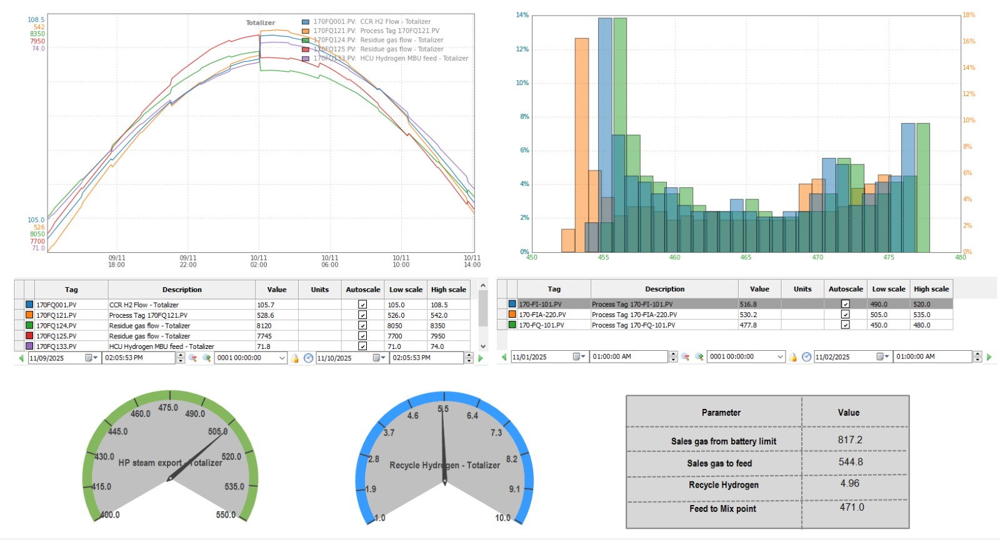 108.5
542
8350
7950
74.0
105.0
526
8050
7700
71.0
Totalizer
170FQ001.PV: CCR H2 Flow - Totalizer
170FQ121.PV: Process Tag 170FQ121.PV
170FQ124.PV: Residue gas flow - Totalizer
170FQ125.PV: Residue gas flow - Totalizer
170FQ133.PV: HCU Hydrogen MBU feed - Totalizer
09/11 09/11 10/11 10/11 10/11 10/11
18:00 22:00 02:00 06:00 10:00 14:00
14%
12%
10%
8%
6%
4%
2%
0%
18%
16%
14%
12%
10%
8%
6%
4%
2%
0%
450 455 460 465 470 475 480
Tag Description Value Units Autoscale Low scale High scale
170FQ001.PV CCR H2 Flow - Totalizer 105.7 105.0 108.5
170FQ121.PV Process Tag 170FQ121.PV 528.6 526.0 542.0
170FQ124.PV Residue gas flow - Totalizer 8120 8050 8350
170FQ125.PV Residue gas flow - Totalizer 7745 7700 7950
170FQ133.PV HCU Hydrogen MBU feed - Totalizer 71.8 71.0 74.0
11/09/2025 02:05:53 PM 0001 00:00:00 11/10/2025 02:05:53 PM
Tag Description Value Units Autoscale Low scale High scale
170-FI-101.PV Process Tag 170-FI-101.PV 516.8 490.0 520.0
170-FIA-220.PV Process Tag 170-FIA-220.PV 530.2 505.0 535.0
170-FQ-101.PV Process Tag 170-FQ-101.PV 477.8 450.0 480.0
11/01/2025 01:00:00 AM 0001 00:00:00 11/02/2025 01:00:00 AM
400.0
415.0
430.0
445.0
460.0
475.0
490.0
505.0
520.0
535.0
550.0
HP steam export - Totalizer
1.0
1.9
2.8
3.7
4.6
5.5
6.4
7.3
8.2
9.1
10.0
Recycle Hydrogen - Totalizer
Parameter Value
Sales gas from battery limit 817.2
Sales gas to feed 544.8
Recycle Hydrogen 4.96
Feed to Mix point 471.0